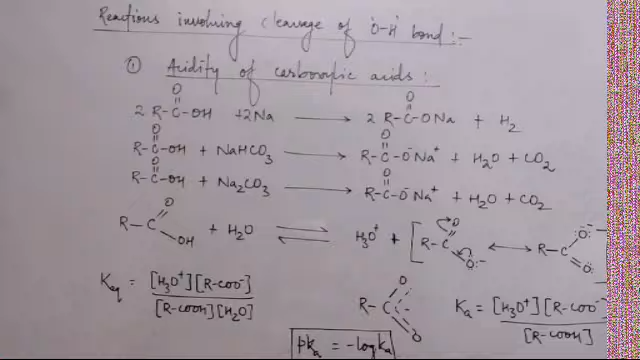 Reactions involving cleavage of 'O-H' bond:-
① Acidity of carboxylic acids:
2 R-C(=O)-OH + 2Na ⟶ 2 R-C(=O)-ONa + H₂
R-C(=O)-OH + NaHCO₃ ⟶ R-C(=O)-O⁻Na⁺ + H₂O + CO₂
R-C(=O)-OH + Na₂CO₃ ⟶ R-C(=O)-O⁻Na⁺ + H₂O + CO₂
R-C(=O)-OH + H₂O ⇌ H₃O⁺ + [R-C(=O)-O⁻ ⟷ R-C(-O⁻)=O
Keq = [H₃O⁺][R-COO⁻] / [R-COOH][H₂O]
R-C(O)(O)
Ka = [H₃O⁺][R-COO⁻] / [R-COOH]
pKa = -logKa